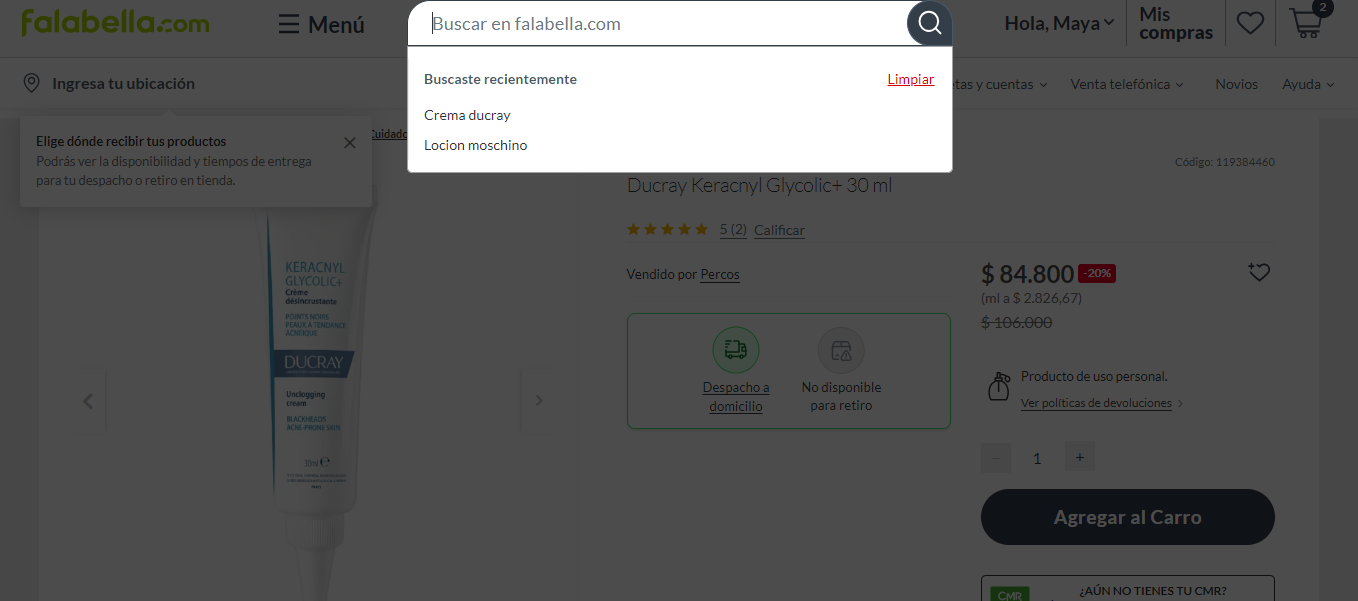 falabella.com
Menú
Buscar en falabella.com
Hola, Maya
Mis
compras
2
Ingresa tu ubicación
etas y cuentas
Venta telefónica
Novios
Ayuda
Buscaste recientemente
Limpiar
Crema ducray
Locion moschino
Elige dónde recibir tus productos
Podrás ver la disponibilidad y tiempos de entrega
para tu despacho o retiro en tienda.
Cuidado
Código: 119384460
Ducray Keracnyl Glycolic+ 30 ml
5 (2) Calificar
Vendido por Percos
$ 84.800 -20%
(ml a $ 2.826,67)
$ 106.000
Despacho a
domicilio
No disponible
para retiro
Producto de uso personal.
Ver políticas de devoluciones
- 1 +
Agregar al Carro
CMR
¿AÚN NO TIENES TU CMR?
KERACNYL
GLYCOLIC+
Crème
désincrustante
POINTS NOIRS
PEAUX À TENDANCE
ACNÉIQUE
DUCRAY
Unclogging
cream
BLACKHEADS
ACNE-PRONE SKIN
30ml e